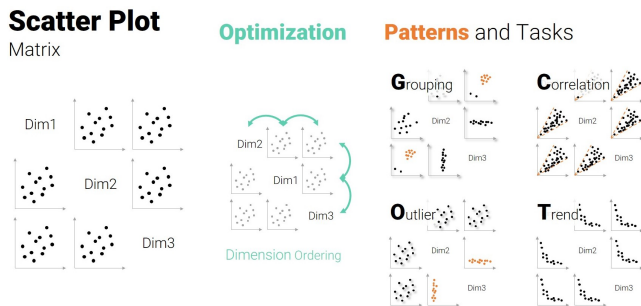 Scatter Plot
Matrix
Dim1
Dim2
Dim3
Optimization
Dim2
Dim1
Dim3
Dimension Ordering
Patterns and Tasks
Grouping
Dim2
Dim3
Correlation
Dim2
Dim3
Outlier
Dim2
Dim3
Trend
Dim2
Dim3